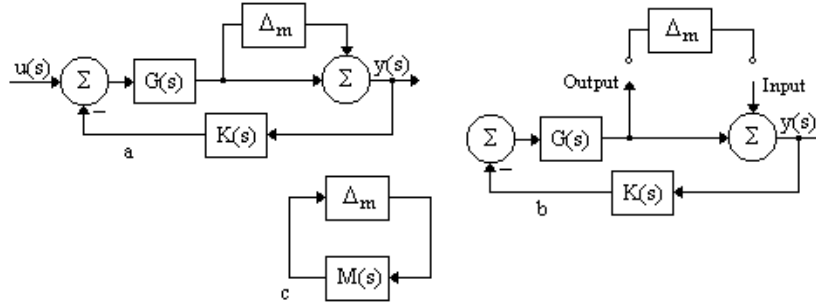 Δm
u(s)
Σ
G(s)
Σ
y(s)
−
K(s)
a
Δm
Output
Input
Σ
G(s)
Σ
y(s)
−
K(s)
b
Δm
M(s)
c